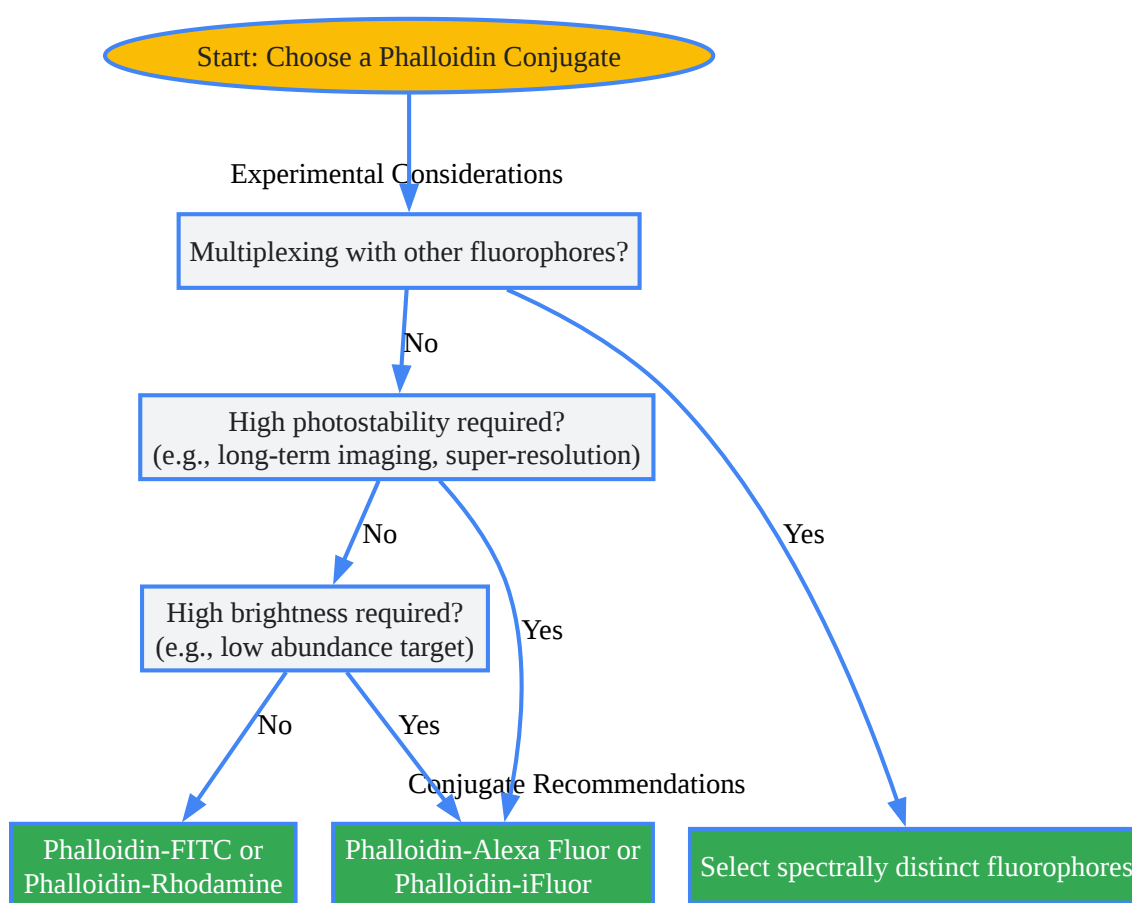 Start: Choose a Phalloidin Conjugate
Experimental Considerations
Multiplexing with other fluorophores?
No
High photostability required?
(e.g., long-term imaging, super-resolution)
No
Yes
High brightness required?
(e.g., low abundance target)
Yes
No
Yes
Conjugate Recommendations
Phalloidin-FITC or
Phalloidin-Rhodamine
Phalloidin-Alexa Fluor or
Phalloidin-iFluor
Select spectrally distinct fluorophores